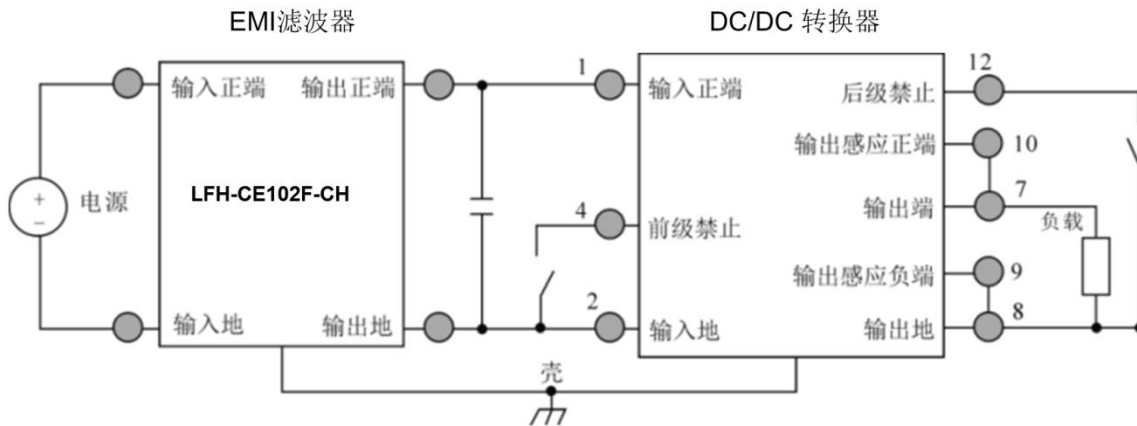 EMI滤波器
DC/DC 转换器
输入正端
输出正端
1
输入正端
12
后级禁止
输出感应正端
10
+
−
电源
LFH-CE102F-CH
4
前级禁止
7
输出端
负载
输出感应负端
9
输入地
输出地
2
输入地
8
输出地
壳